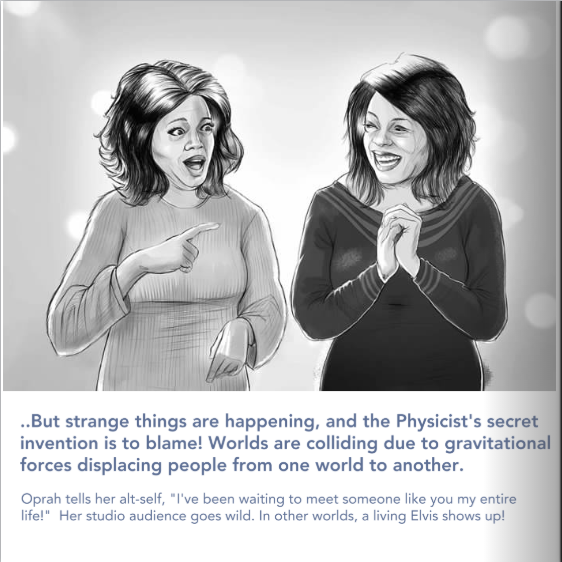 ..But strange things are happening, and the Physicist's secret
invention is to blame! Worlds are colliding due to gravitational
forces displacing people from one world to another.
Oprah tells her alt-self, "I've been waiting to meet someone like you my entire
life!"  Her studio audience goes wild. In other worlds, a living Elvis shows up!